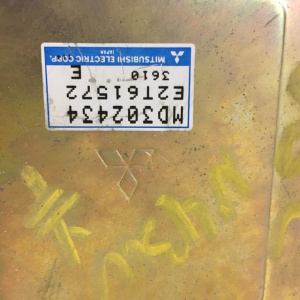 MD302434
E2T61572
E
3610
MITSUBISHI ELECTRIC CORP.
JAPAN